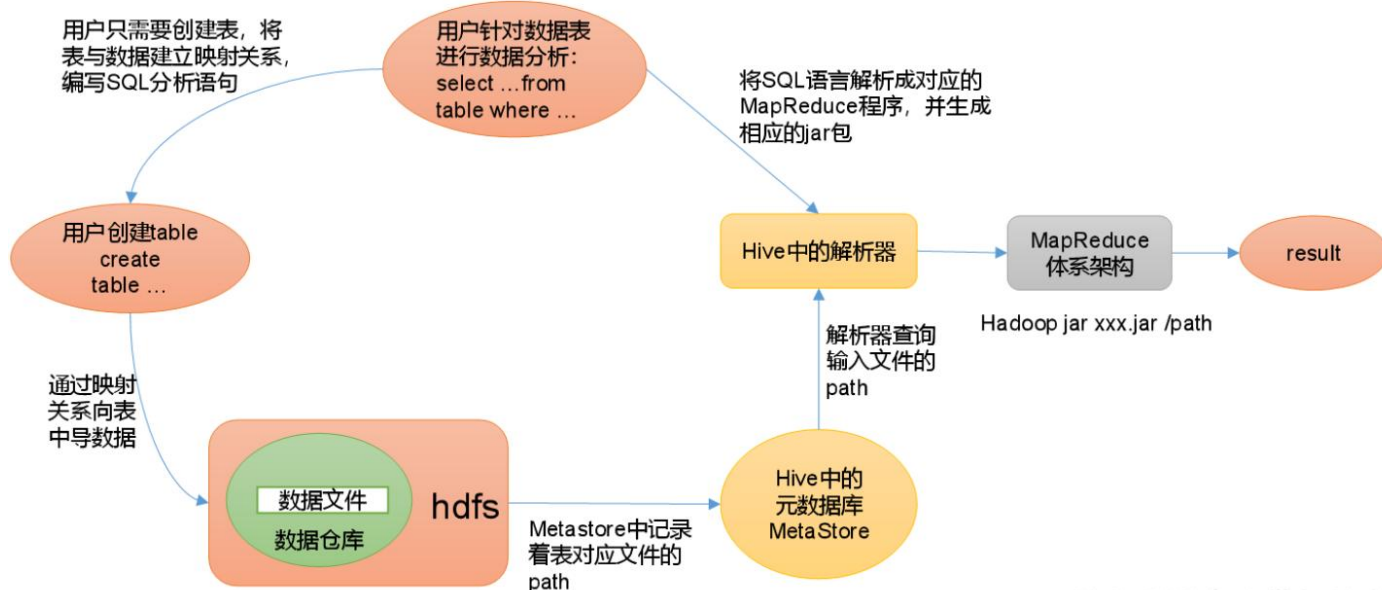 用户只需要创建表，将
表与数据建立映射关系，
编写SQL分析语句
用户针对数据表
进行数据分析：
select ...from
table where ...
将SQL语言解析成对应的
MapReduce程序，并生成
相应的jar包
用户创建table
create
table ...
Hive中的解析器
MapReduce
体系架构
result
Hadoop jar xxx.jar /path
解析器查询
输入文件的
path
通过映射
关系向表
中导数据
数据文件
数据仓库
hdfs
Metastore中记录
着表对应文件的
path
Hive中的
元数据库
MetaStore